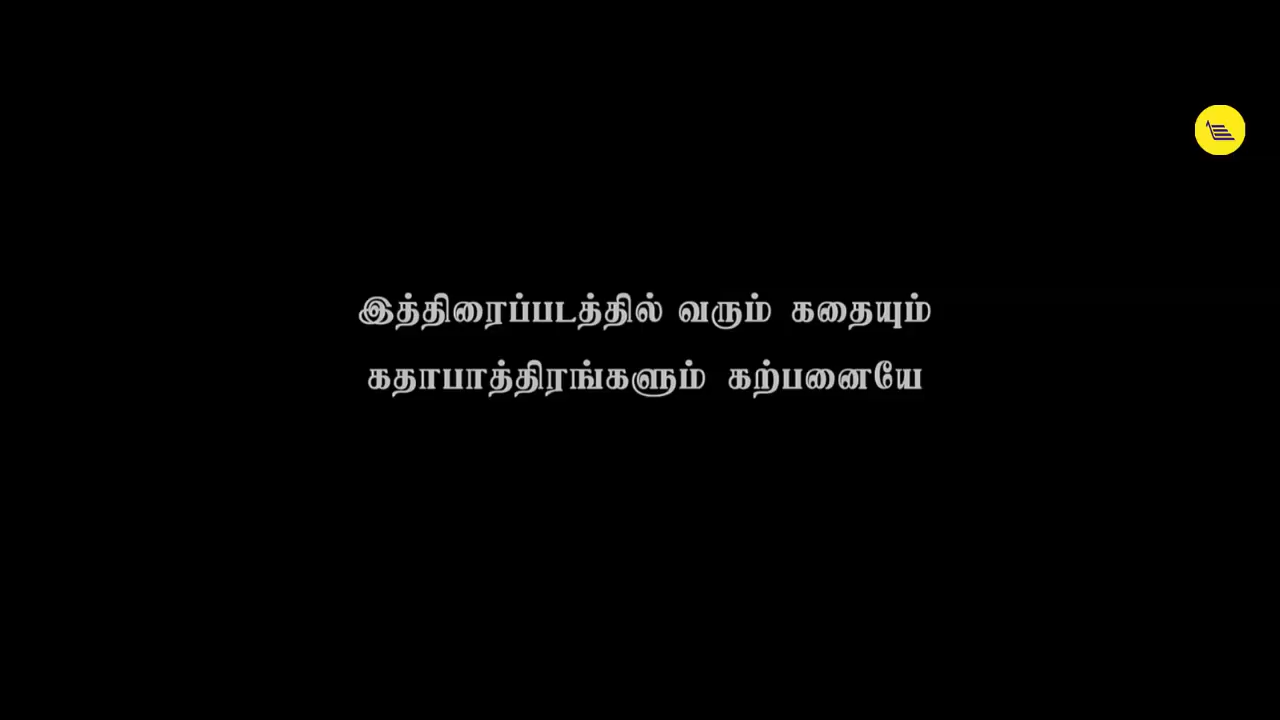 இத்திரைப்படத்தில் வரும் கதையும்
கதாபாத்திரங்களும் கற்பனையே